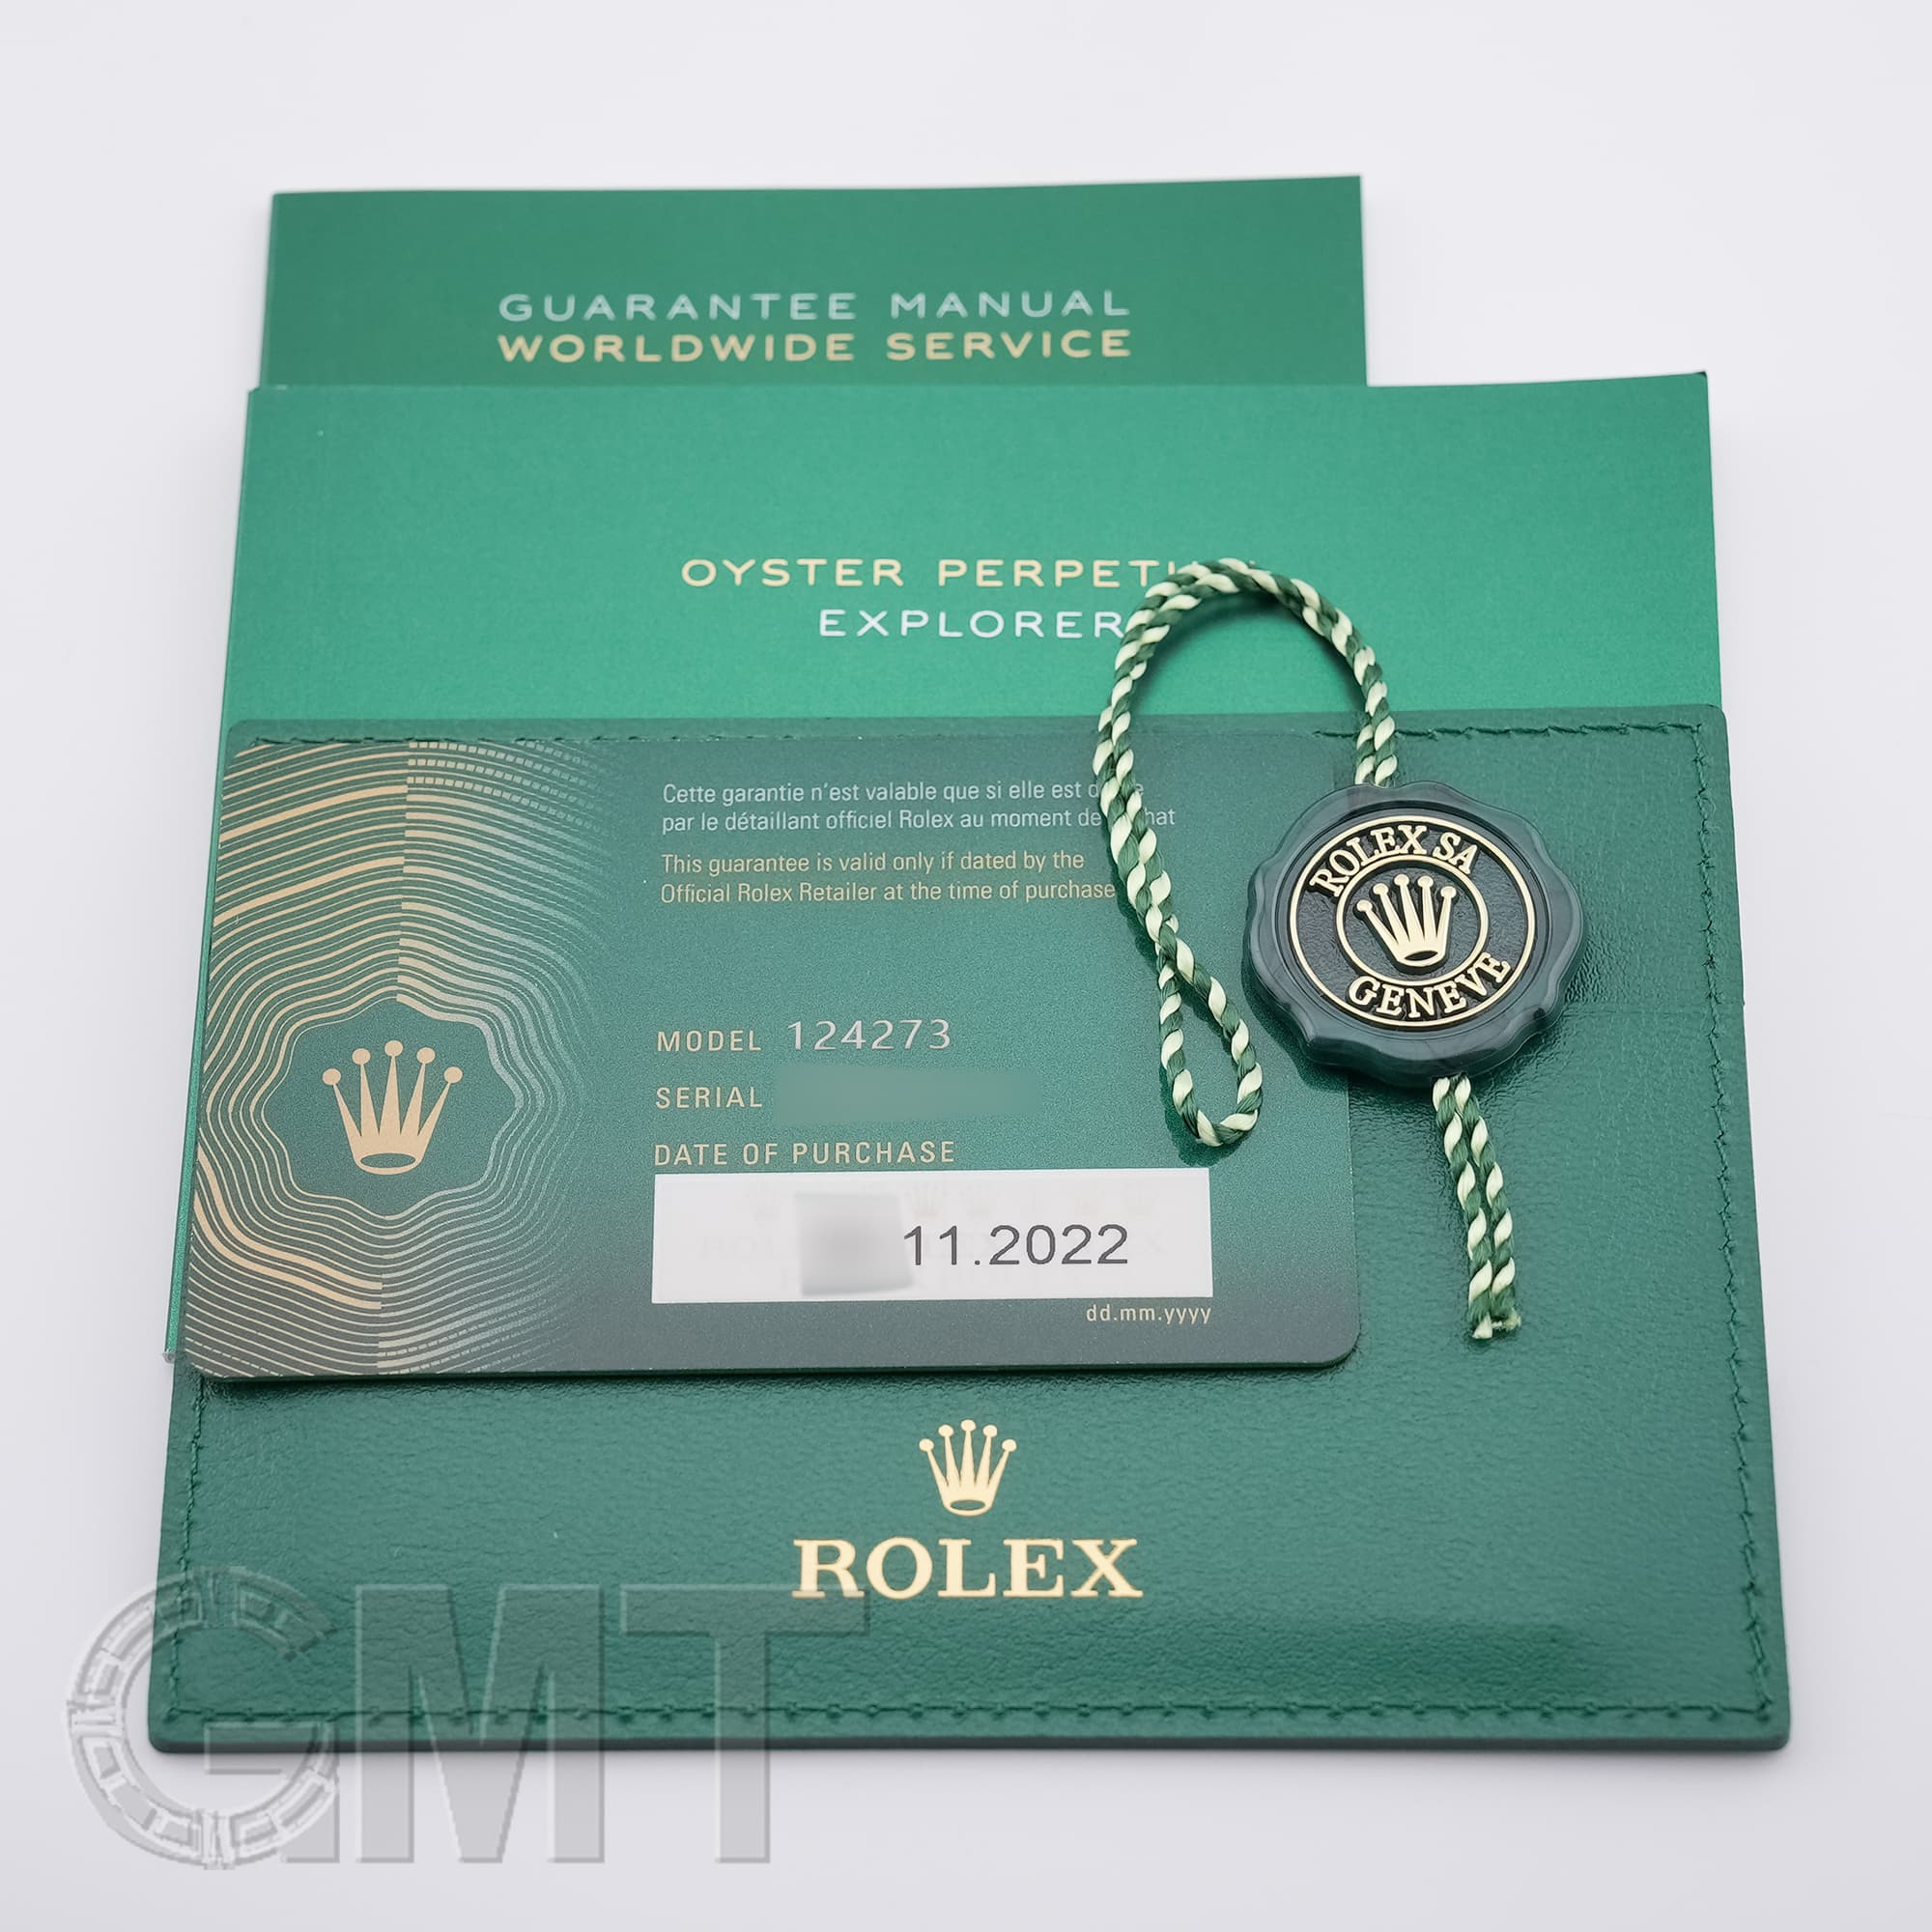 GUARANTEE MANUAL
WORLDWIDE SERVICE
OYSTER
EXPLORER
Cette garantie n'est valable que si elle est
par le détaillant officiel Rolex au moment de
This guarantee is valid only if dated by the
Official Rolex Retailer at the time of purchase
ROLEX SA
GENEVE
MODEL 124273
SERIAL
DATE OF PURCHASE
11.2022
dd.mm.yyyy
ROLEX
GMT